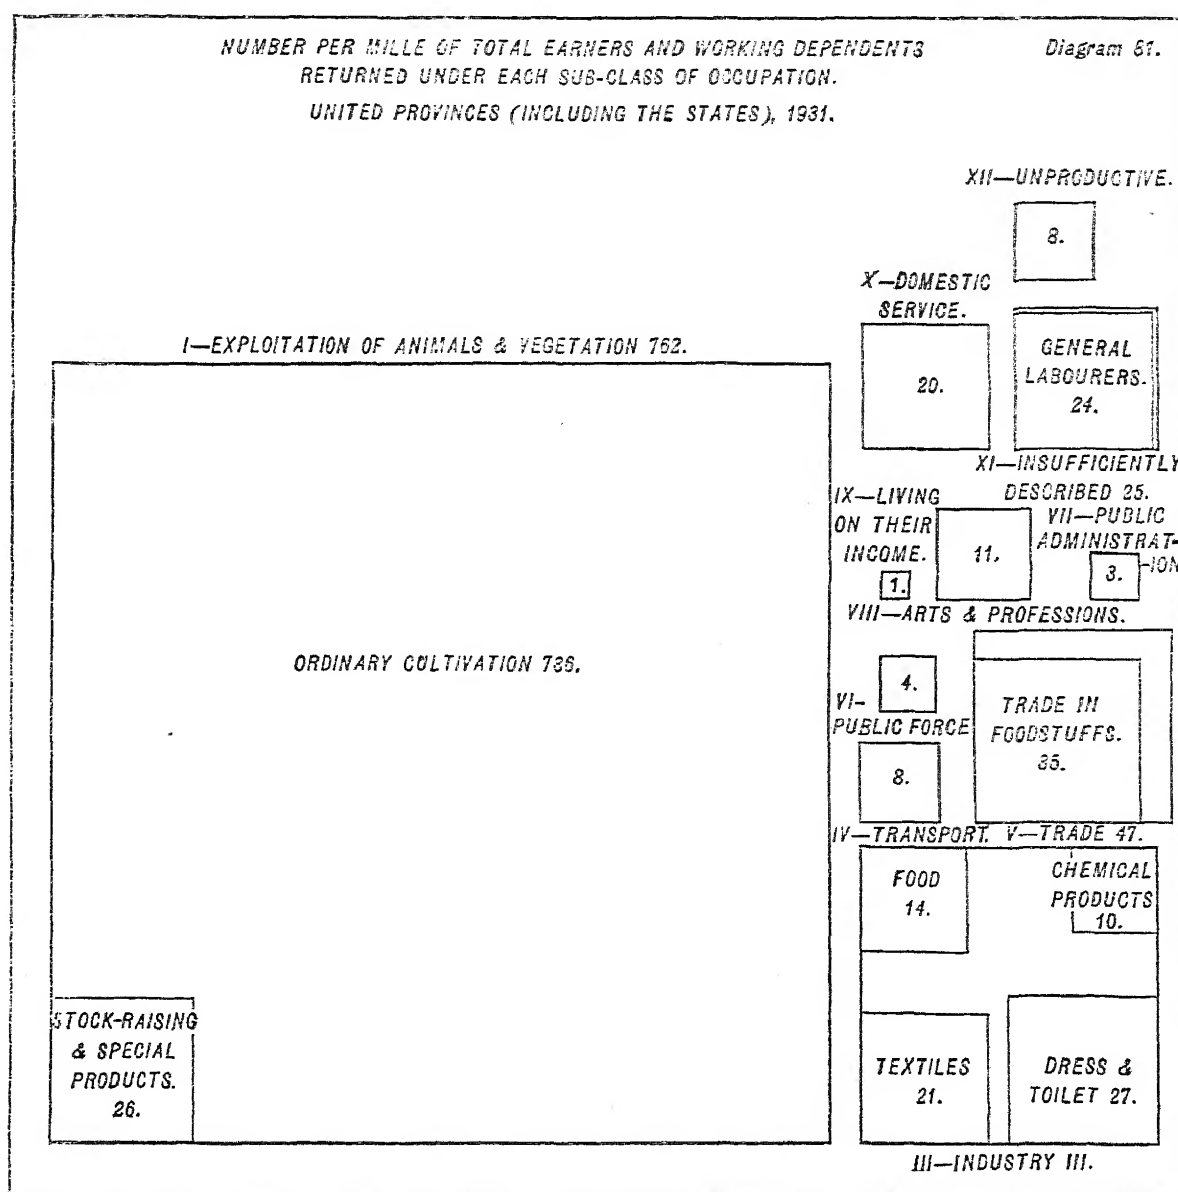 NUMBER PER MILLE OF TOTAL EARNERS AND WORKING DEPENDENTS
RETURNED UNDER EACH SUB-CLASS OF OCCUPATION.
UNITED PROVINCES (INCLUDING THE STATES), 1931.
Diagram 81.
XII—UNPRODUCTIVE.
8.
X—DOMESTIC
SERVICE.
20.
GENERAL
LABOURERS.
24.
XI—INSUFFICIENTLY
DESCRIBED 25.
I—EXPLOITATION OF ANIMALS & VEGETATION 762.
ORDINARY CULTIVATION 736.
STOCK-RAISING
& SPECIAL
PRODUCTS.
26.
IX—LIVING
ON THEIR
INCOME.
1.
11.
VII—PUBLIC
ADMINISTRAT-
-ION
3.
VIII—ARTS & PROFESSIONS.
4.
VI-
PUBLIC FORCE
8.
TRADE IN
FOODSTUFFS.
35.
IV—TRANSPORT.
V—TRADE 47.
FOOD
14.
CHEMICAL
PRODUCTS
10.
TEXTILES
21.
DRESS &
TOILET 27.
III—INDUSTRY 111.